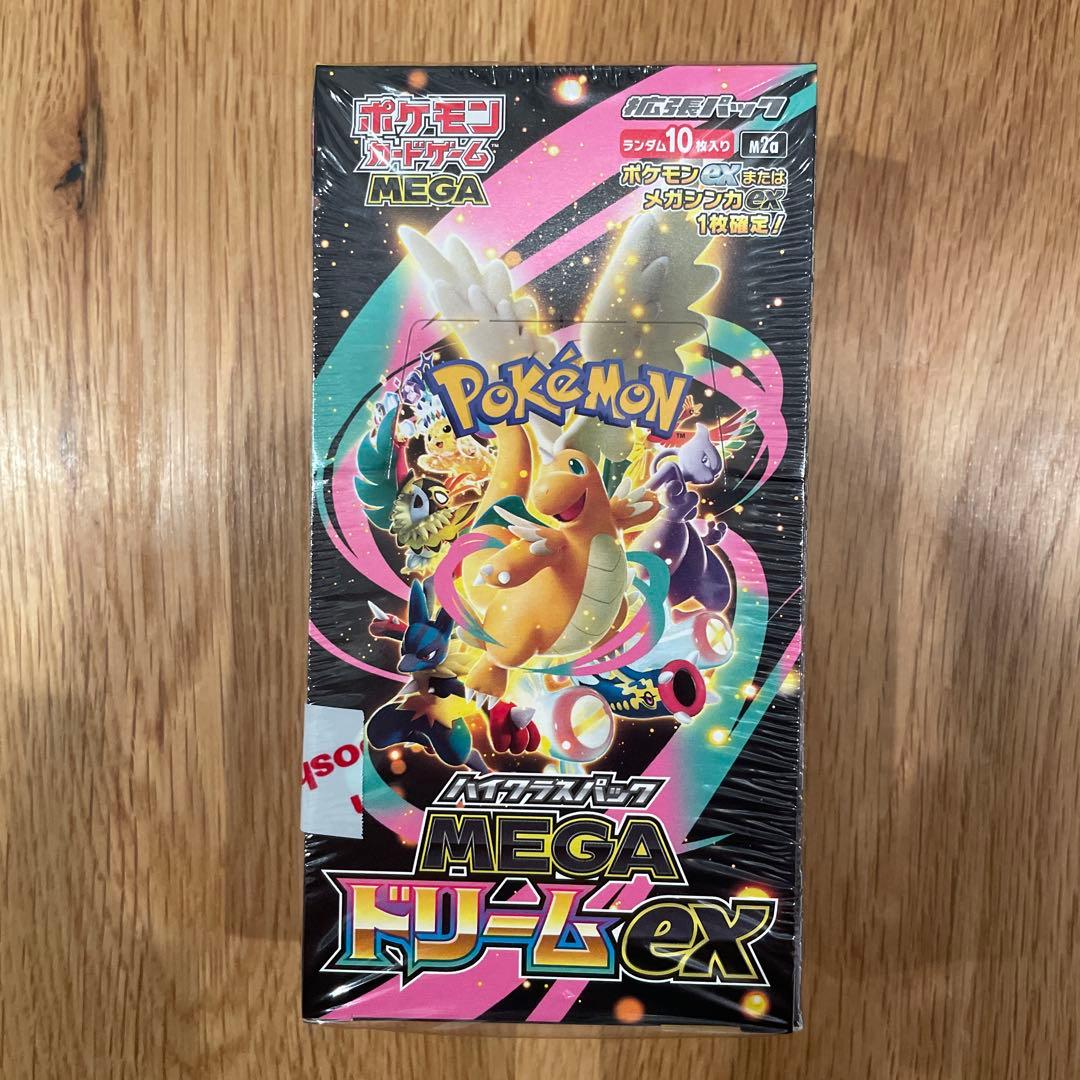 ポケモン
カードゲーム™
MEGA
拡張パック
ランダム10枚入り M2a
ポケモンexまたは
メガシンカex
1枚確定!
POKÉMON™
ハイクラスパック
MEGA
ドリームex